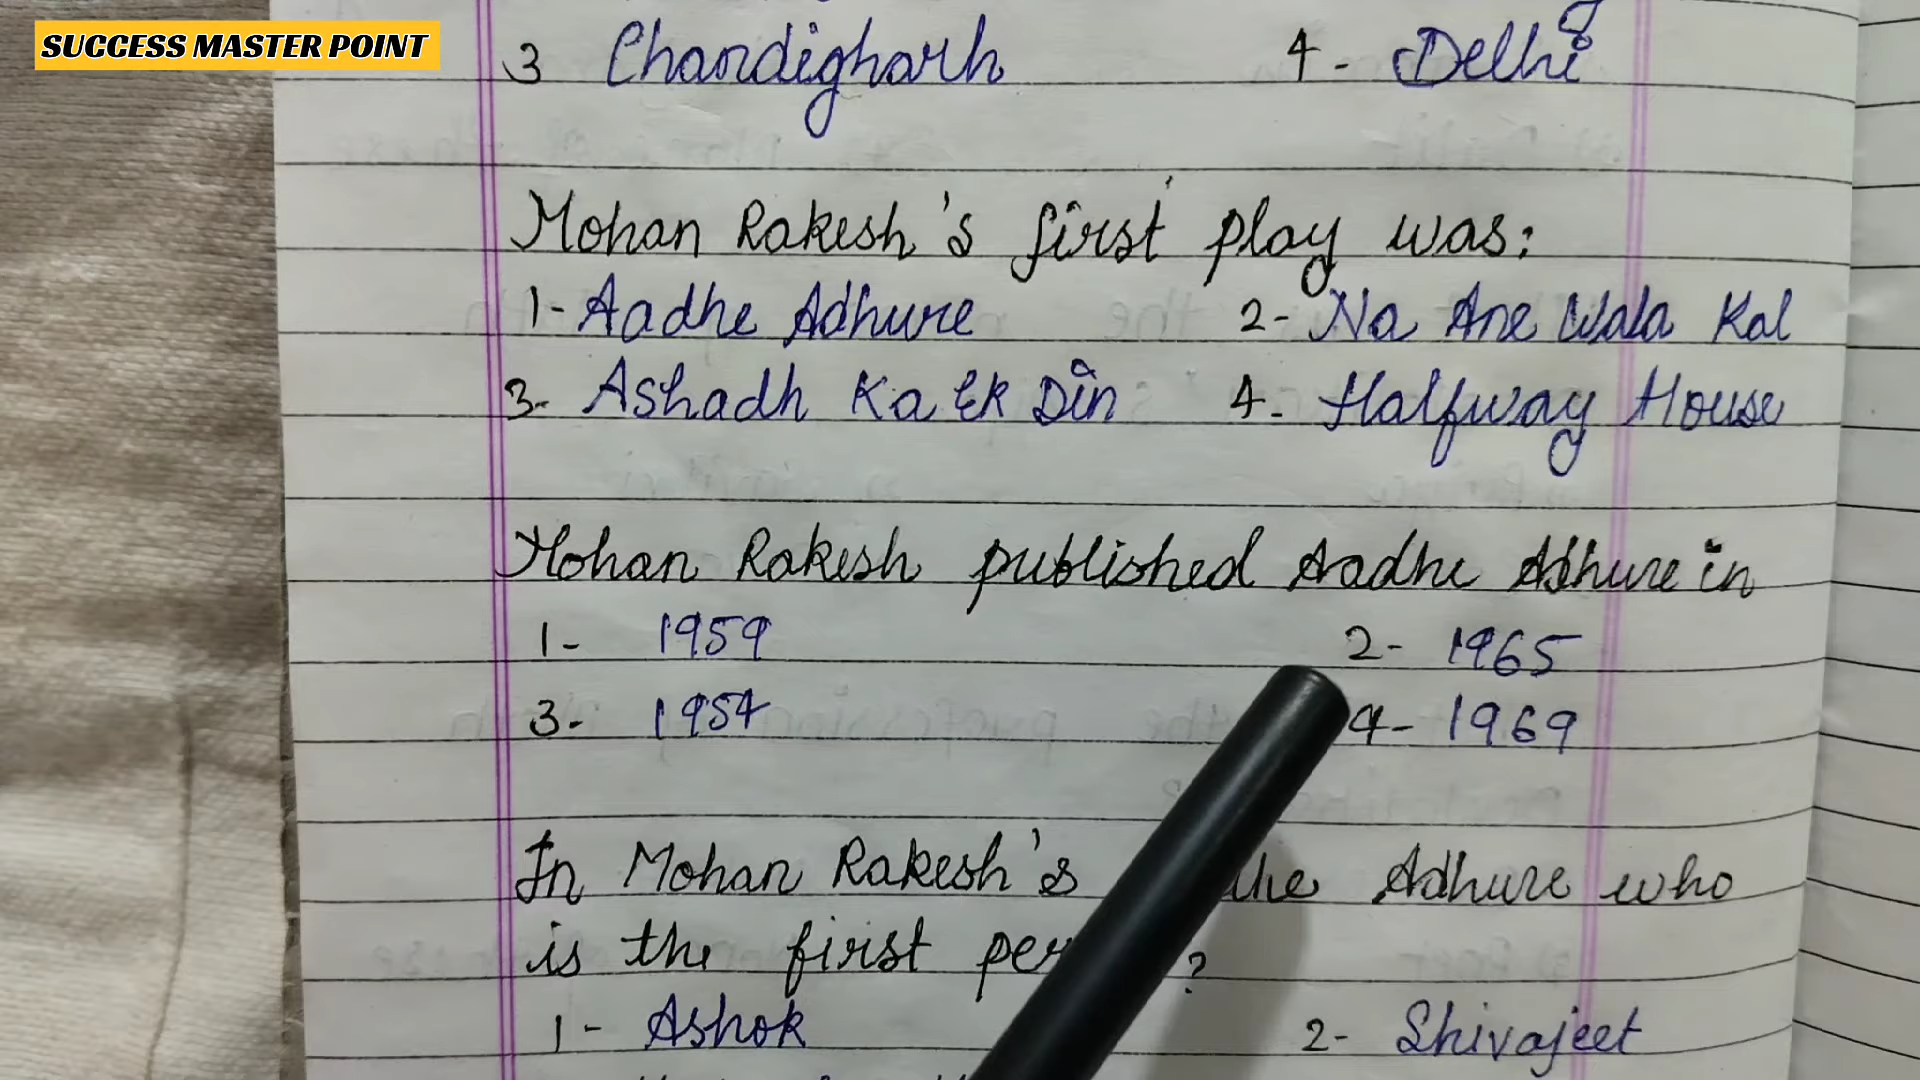 SUCCESS MASTER POINT
3 Chandigharh 4- Delhi
Mohan Rakesh's first play was:
1- Aadhe Adhure 2- Na Ane Wala Kal
3- Ashadh Ka Ek Din 4- Halfway House
Mohan Rakesh published Aadhe Adhure in
1- 1959 2- 1965
3- 1954 4- 1969
In Mohan Rakesh's Adhure who
is the first ?
1- Ashok 2- Shivajeet